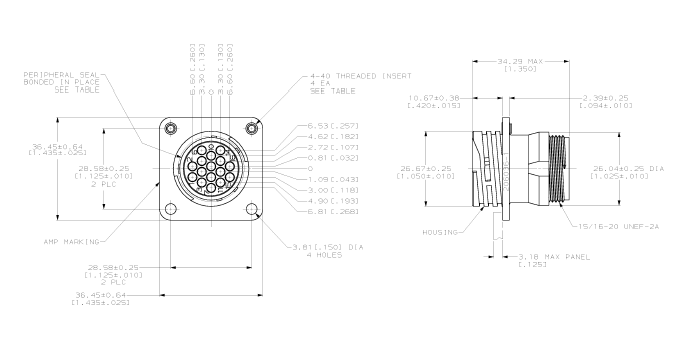 6.60 [.260]
3.30 [.130]
0
3.30 [.130]
6.60 [.260]
PERIPHERAL SEAL
BONDED IN PLACE
SEE TABLE
4-40 THREADED INSERT
4 EA
SEE TABLE
36.45±0.64
[1.435±.025]
28.58±0.25
[1.125±.010]
2 PLC
6.53 [.257]
4.62 [.182]
2.72 [.107]
0.81 [.032]
0
1.09 [.043]
3.00 [.118]
4.90 [.193]
6.81 [.268]
AMP MARKING
3.81 [.150] DIA
4 HOLES
28.58±0.25
[1.125±.010]
2 PLC
36.45±0.64
[1.435±.025]
34.29 MAX
[1.350]
10.67±0.38
[.420±.015]
2.39±0.25
[.094±.010]
26.67±0.25
[1.050±.010]
26.04±0.25 DIA
[1.025±.010]
HOUSING
15/16-20 UNEF-2A
3.18 MAX PANEL
[.125]